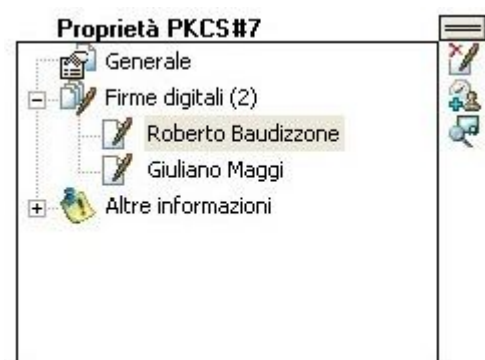 Proprietà PKCS#7
Generale
Firme digitali (2)
Roberto Baudizzone
Giuliano Maggi
Altre informazioni